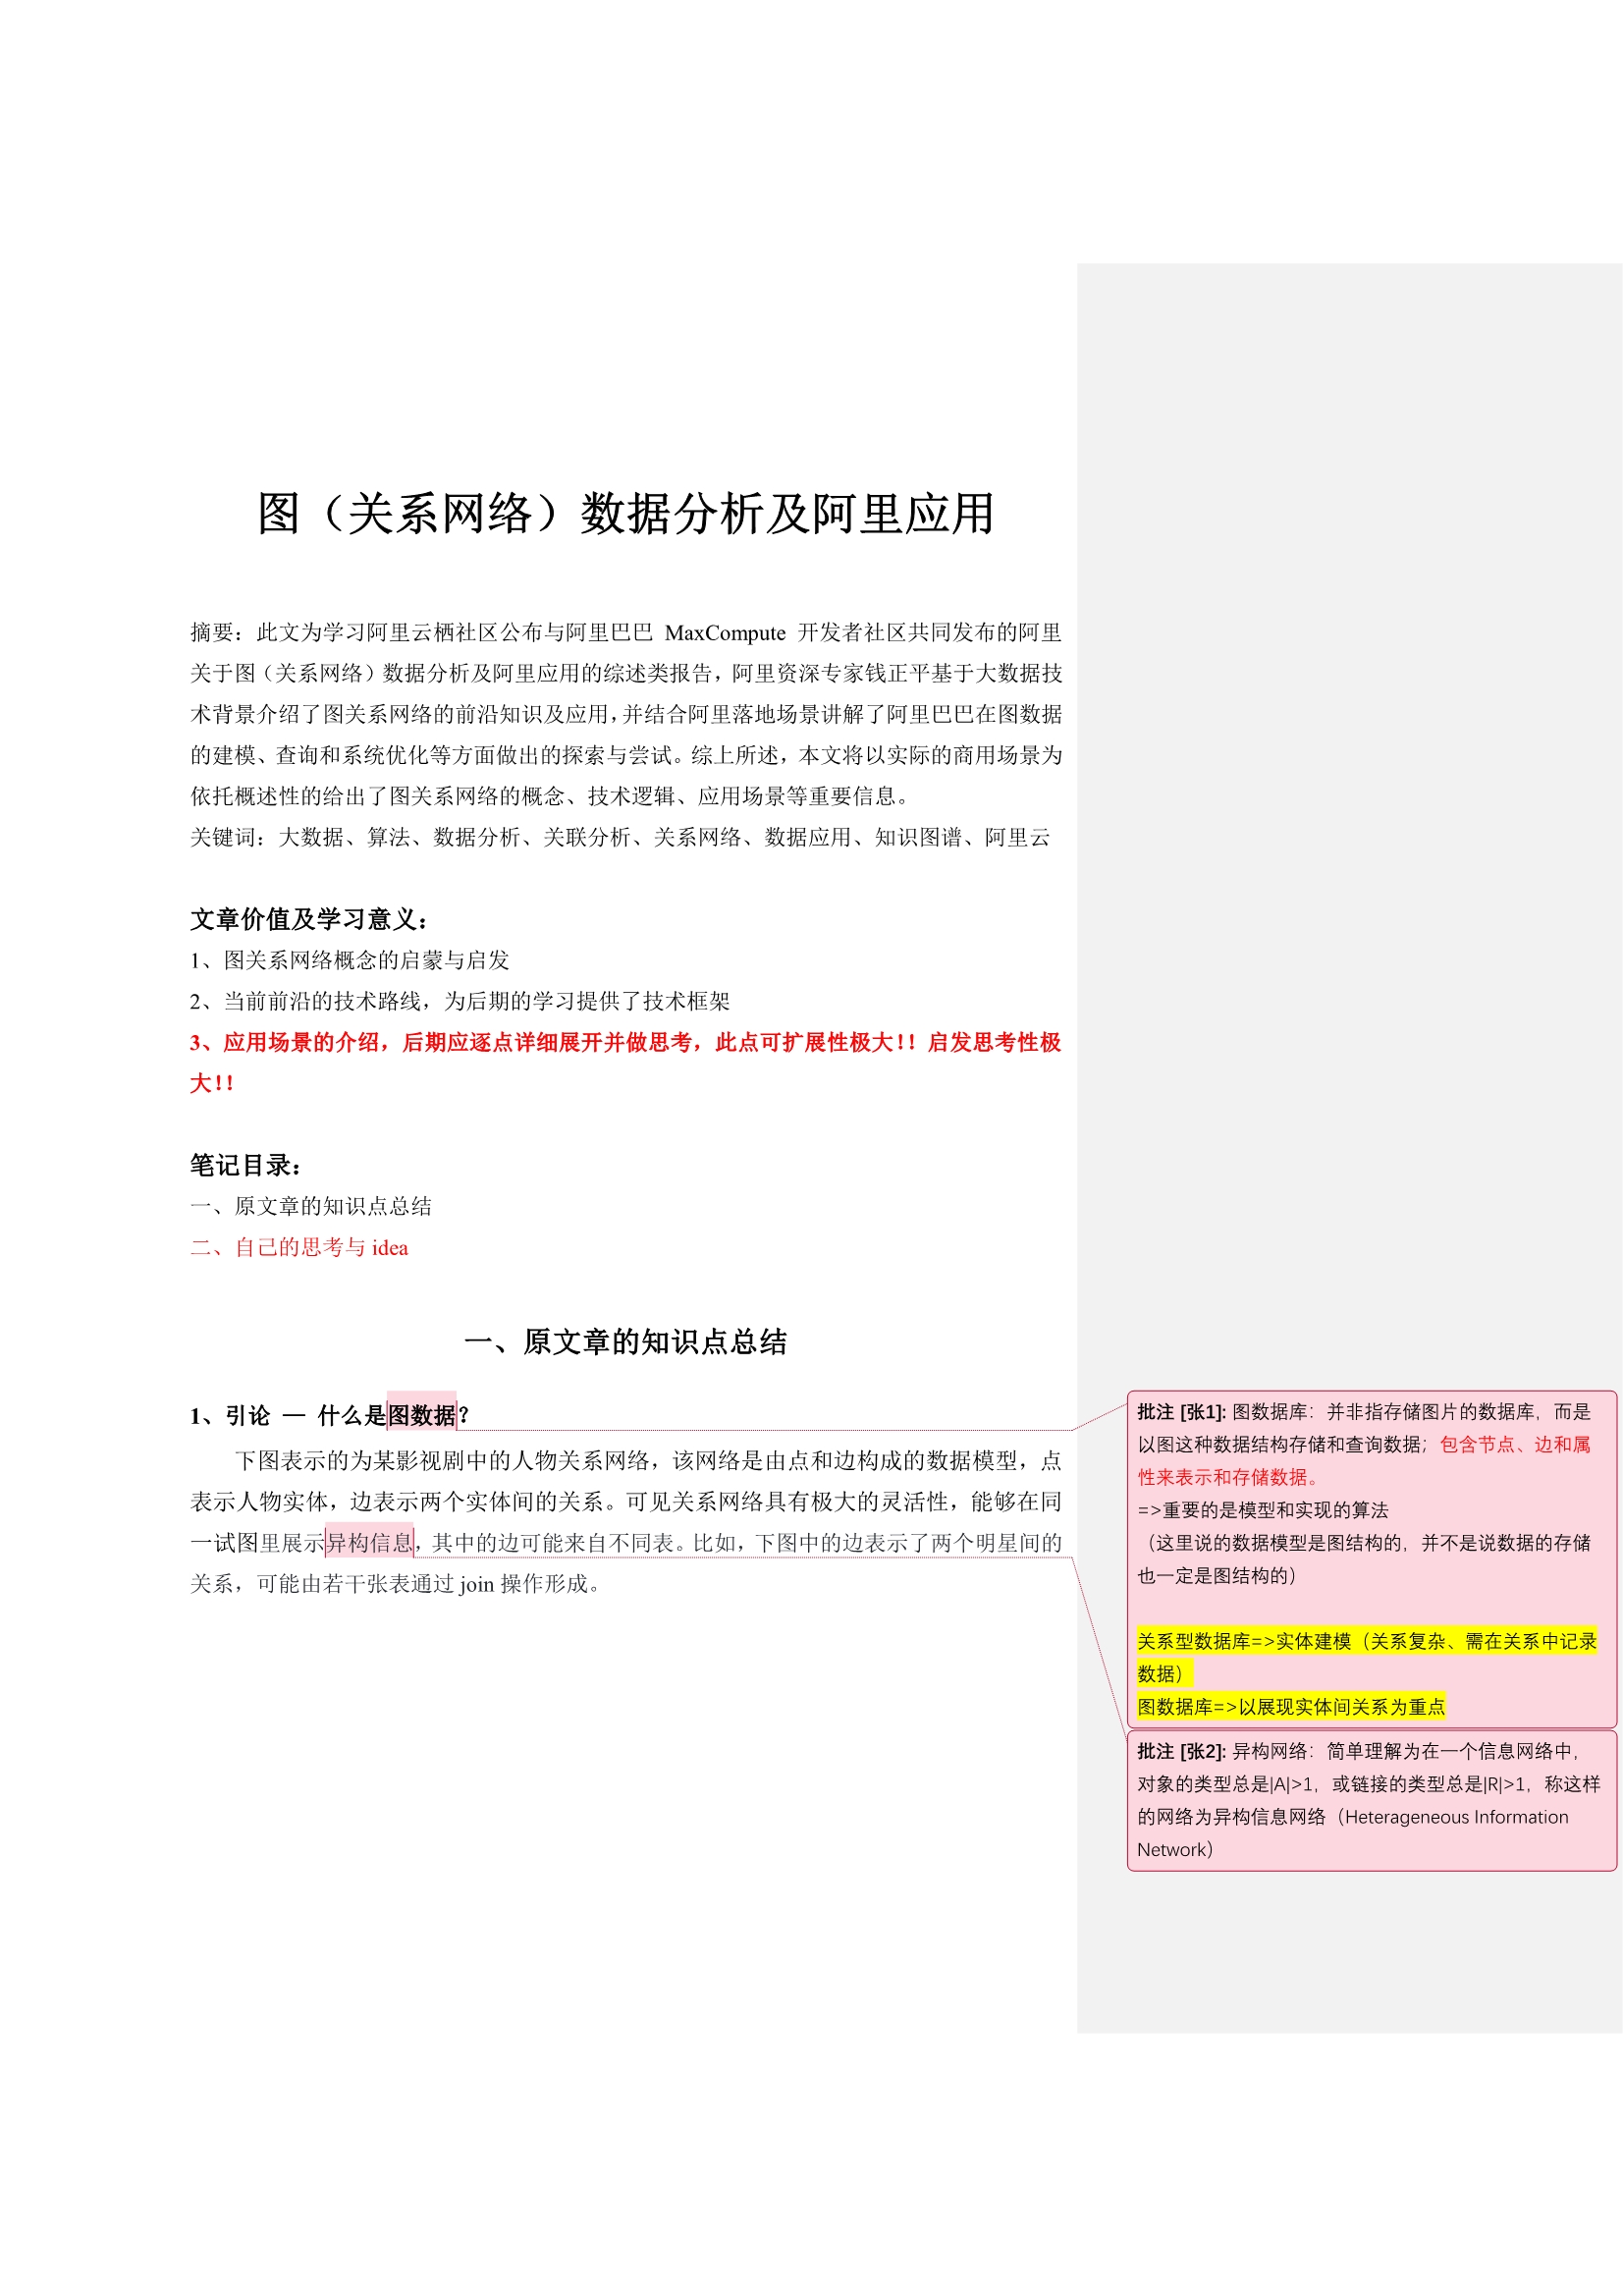 图（关系网络）数据分析及阿里应用
摘要：此文为学习阿里云栖社区公布与阿里巴巴 MaxCompute 开发者社区共同发布的阿里
关于图（关系网络）数据分析及阿里应用的综述类报告，阿里资深专家钱正平基于大数据技
术背景介绍了图关系网络的前沿知识及应用，并结合阿里落地场景讲解了阿里巴巴在图数据
的建模、查询和系统优化等方面做出的探索与尝试。综上所述，本文将以实际的商用场景为
依托概述性的给出了图关系网络的概念、技术逻辑、应用场景等重要信息。
关键词：大数据、算法、数据分析、关联分析、关系网络、数据应用、知识图谱、阿里云
文章价值及学习意义：
1、图关系网络概念的启蒙与启发
2、当前前沿的技术路线，为后期的学习提供了技术框架
3、应用场景的介绍，后期应逐点详细展开并做思考，此点可扩展性极大！！启发思考性极
大！！
笔记目录：
一、原文章的知识点总结
二、自己的思考与 idea
一、原文章的知识点总结
1、引论 — 什么是图数据？
下图表示的为某影视剧中的人物关系网络，该网络是由点和边构成的数据模型，点
表示人物实体，边表示两个实体间的关系。可见关系网络具有极大的灵活性，能够在同
一试图里展示异构信息，其中的边可能来自不同表。比如，下图中的边表示了两个明星间的
关系，可能由若干张表通过 join 操作形成。
批注 [张1]: 图数据库：并非指存储图片的数据库，而是
以图这种数据结构存储和查询数据；包含节点、边和属
性来表示和存储数据。
=>重要的是模型和实现的算法
（这里说的数据模型是图结构的，并不是说数据的存储
也一定是图结构的）
关系型数据库=>实体建模（关系复杂、需在关系中记录
数据）
图数据库=>以展现实体间关系为重点
批注 [张2]: 异构网络：简单理解为在一个信息网络中，
对象的类型总是|A|>1，或链接的类型总是|R|>1，称这样
的网络为异构信息网络（Heterageneous Information
Network）